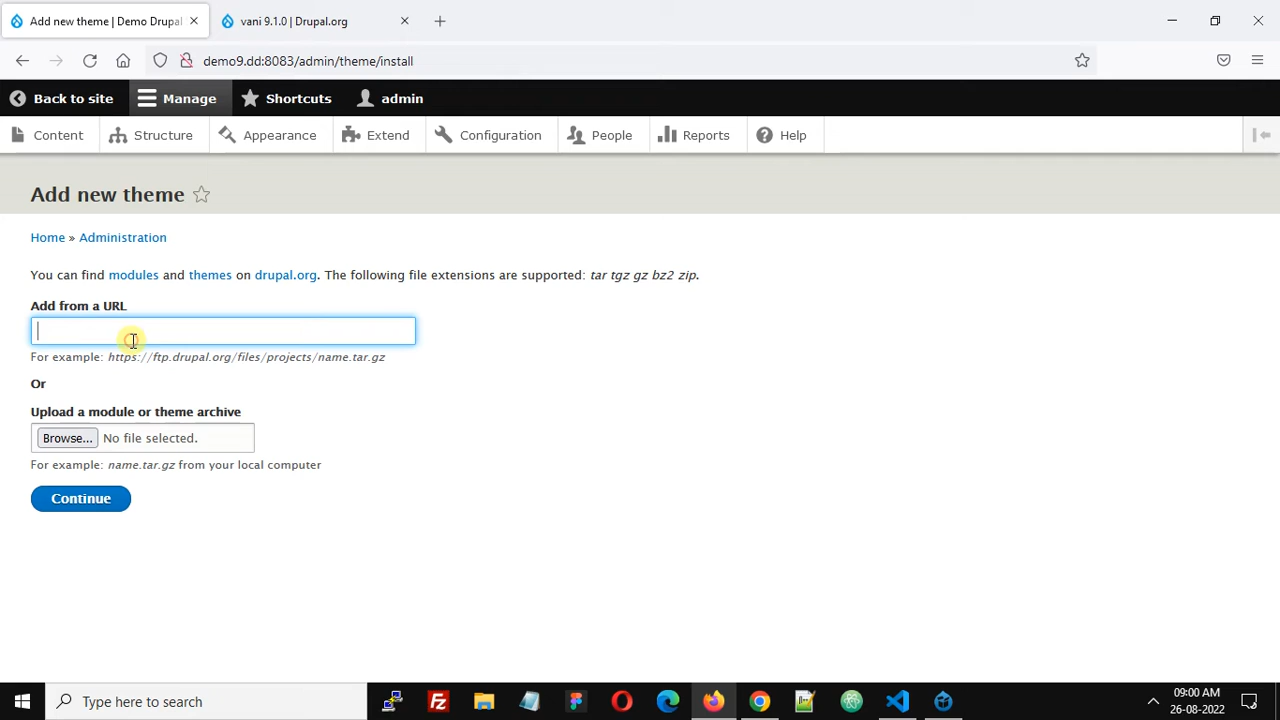 Add new theme | Demo Drupal
vani 9.1.0 | Drupal.org
demo9.dd:8083/admin/theme/install
Back to site
Manage
Shortcuts
admin
Content
Structure
Appearance
Extend
Configuration
People
Reports
Help
Add new theme
Home » Administration
You can find modules and themes on drupal.org. The following file extensions are supported: tar tgz gz bz2 zip.
Add from a URL
For example: https://ftp.drupal.org/files/projects/name.tar.gz
Or
Upload a module or theme archive
Browse... No file selected.
For example: name.tar.gz from your local computer
Continue
Type here to search
09:00 AM
26-08-2022